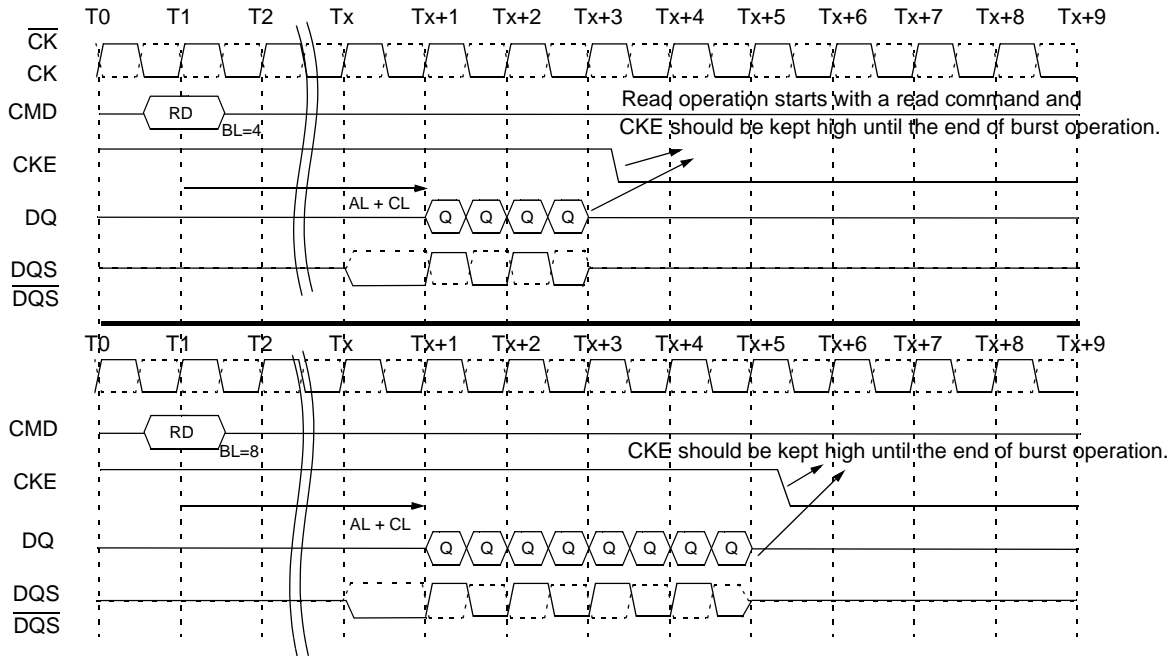 T0 T1 T2 Tx Tx+1 Tx+2 Tx+3 Tx+4 Tx+5 Tx+6 Tx+7 Tx+8 Tx+9
CK
CK
CMD RD BL=4
Read operation starts with a read command and
CKE should be kept high until the end of burst operation.
CKE
AL + CL
DQ Q Q Q Q
DQS
DQS
T0 T1 T2 Tx Tx+1 Tx+2 Tx+3 Tx+4 Tx+5 Tx+6 Tx+7 Tx+8 Tx+9
CMD RD BL=8
CKE should be kept high until the end of burst operation.
CKE
AL + CL
DQ Q Q Q Q Q Q Q Q
DQS
DQS